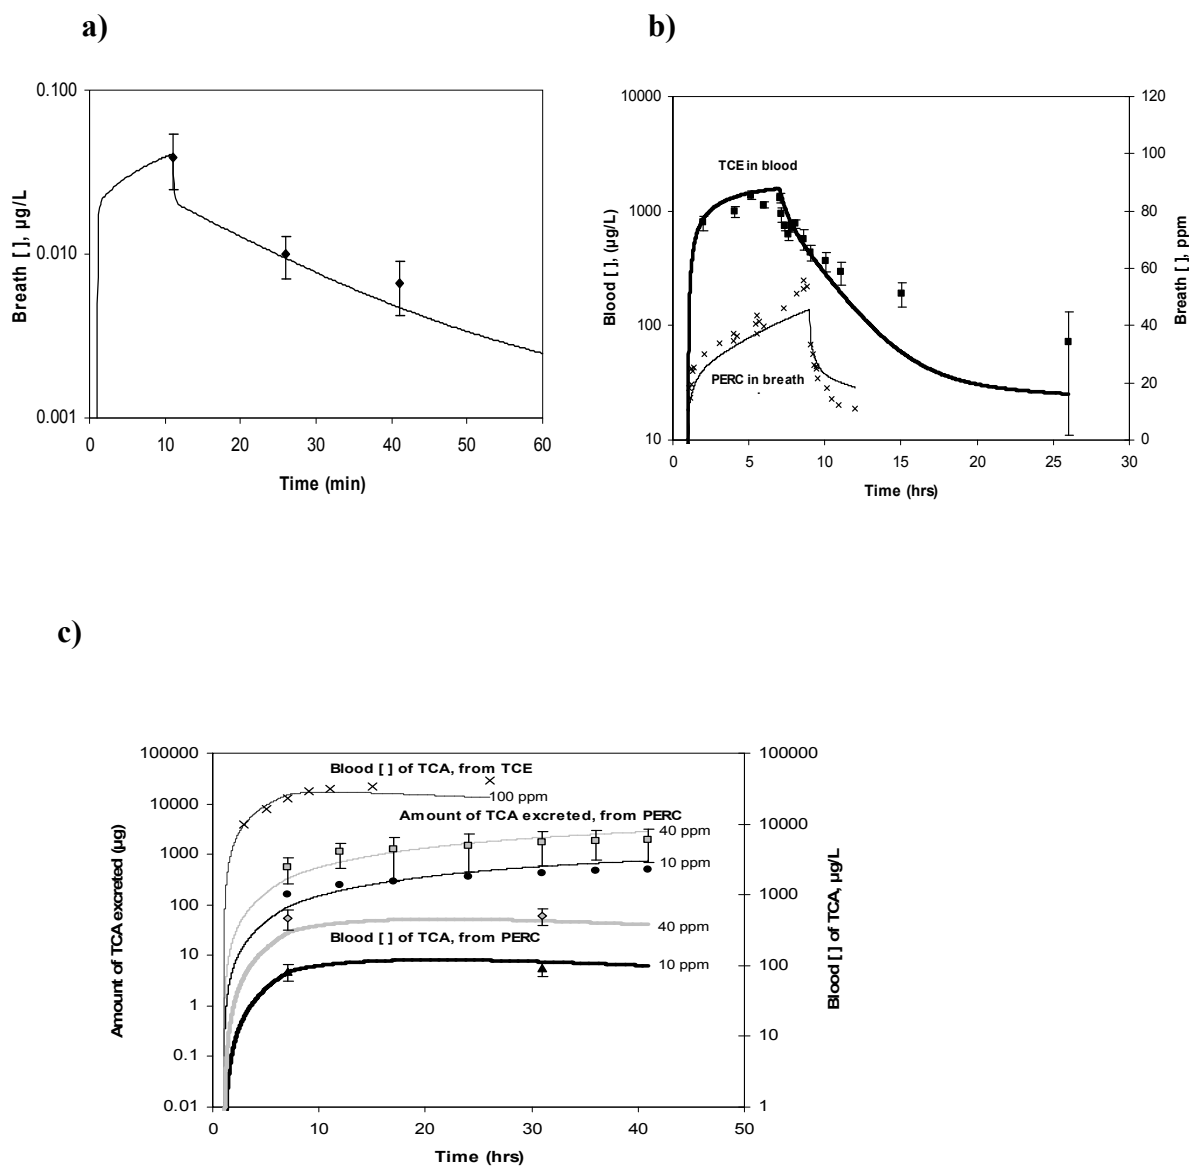 a)
0.100
0.010
0.001
Breath [ ], µg/L
0 10 20 30 40 50 60
Time (min)
b)
10000
1000
100
10
Blood [ ], (µg/L)
TCE in blood
PERC in breath
120
100
80
60
40
20
0
Breath [ ], ppm
0 5 10 15 20 25 30
Time (hrs)
c)
100000
10000
1000
100
10
1
0.1
0.01
Amount of TCA excreted (µg)
Blood [ ] of TCA, from TCE
100 ppm
Amount of TCA excreted, from PERC
40 ppm
10 ppm
40 ppm
Blood [ ] of TCA, from PERC
10 ppm
100000
10000
1000
100
10
1
Blood [ ] of TCA, µg/L
0 10 20 30 40 50
Time (hrs)